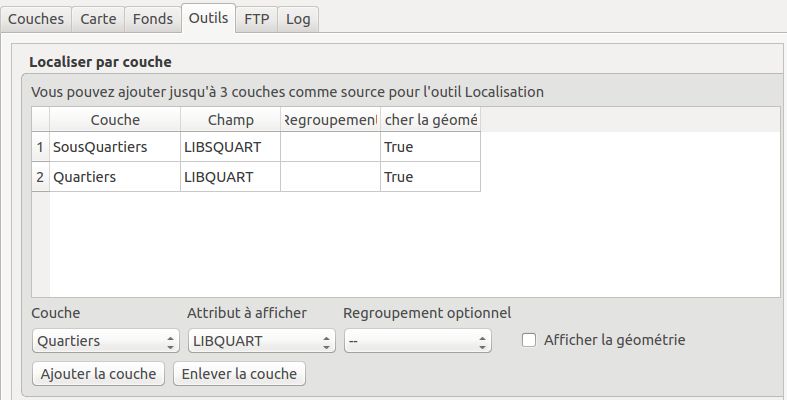 Couches Carte Fonds Outils FTP Log
Localiser par couche
Vous pouvez ajouter jusqu'à 3 couches comme source pour l'outil Localisation
Couche Champ Regroupement cher la géomé
1 SousQuartiers LIBSQUART True
2 Quartiers LIBQUART True
Couche Attribut à afficher Regroupement optionnel
Quartiers LIBQUART -- Afficher la géométrie
Ajouter la couche Enlever la couche